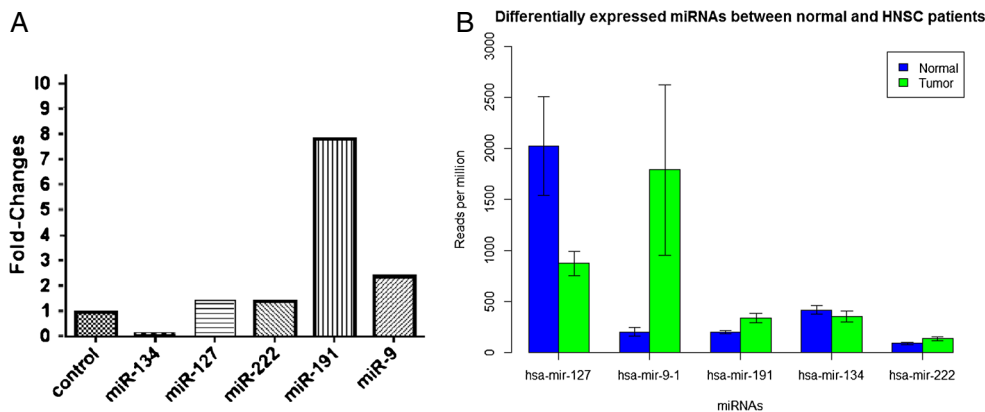 A
Fold-Changes
10
9
8
7
6
5
4
3
2
1
0
control
miR-134
miR-127
miR-222
miR-191
miR-9
B
Differentially expressed miRNAs between normal and HNSC patients
Normal
Tumor
Reads per million
3000
2500
2000
1500
1000
500
0
hsa-mir-127
hsa-mir-9-1
hsa-mir-191
hsa-mir-134
hsa-mir-222
miRNAs